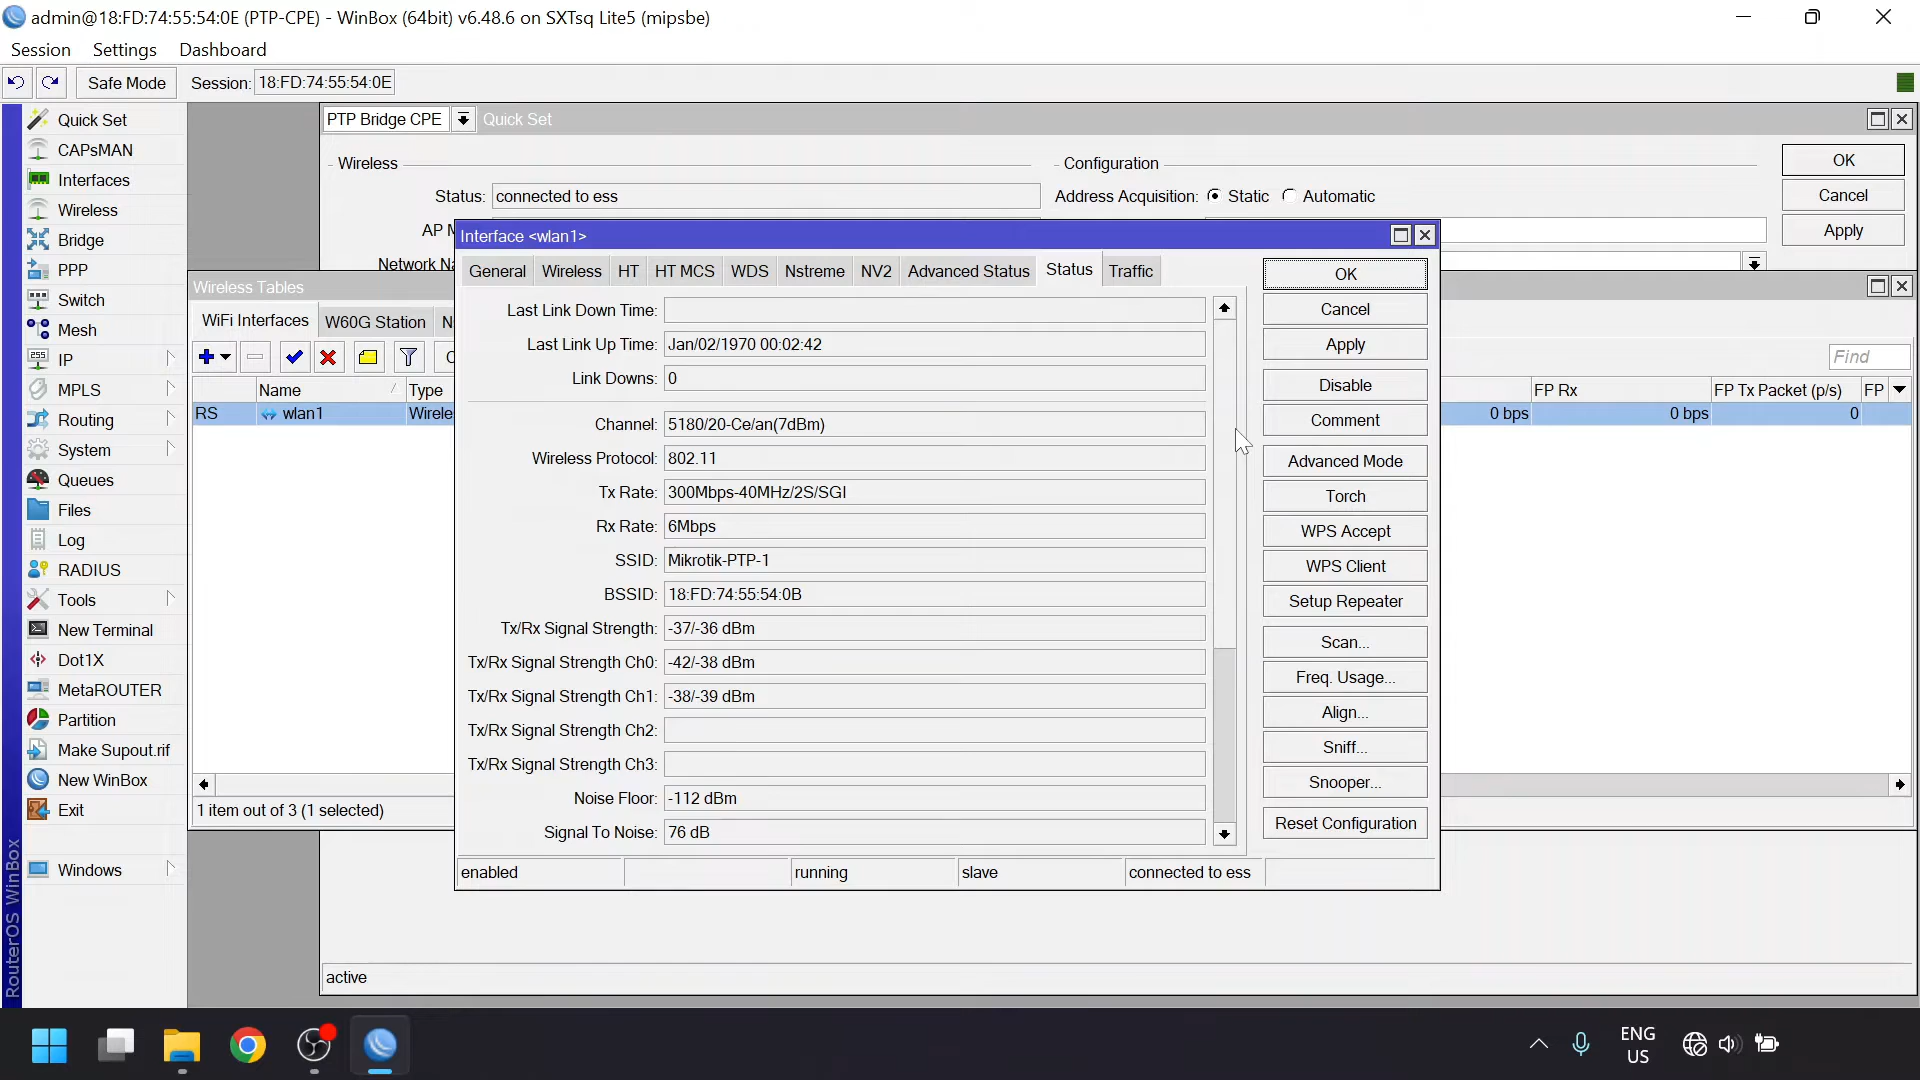 admin@18:FD:74:55:54:0E (PTP-CPE) - WinBox (64bit) v6.48.6 on SXTsq Lite5 (mipsbe)
Session Settings Dashboard
Safe Mode Session: 18:FD:74:55:54:0E
Quick Set
CAPsMAN
Interfaces
Wireless
Bridge
PPP
Switch
Mesh
IP
MPLS
Routing
System
Queues
Files
Log
RADIUS
Tools
New Terminal
Dot1X
MetaROUTER
Partition
Make Supout.rif
New WinBox
Exit
Windows
RouterOS WinBox
PTP Bridge CPE Quick Set
Wireless
Status: connected to ess
AP M
Network Na
Configuration
Address Acquisition: Static Automatic
OK
Cancel
Apply
Wireless Tables
WiFi Interfaces W60G Station N
Find
Name Type
FP Rx FP Tx Packet (p/s) FP
RS wlan1 Wirele
0 bps 0 bps 0
1 item out of 3 (1 selected)
Interface <wlan1>
General Wireless HT HT MCS WDS Nstreme NV2 Advanced Status Status Traffic
Last Link Down Time:
Last Link Up Time: Jan/02/1970 00:02:42
Link Downs: 0
Channel: 5180/20-Ce/an(7dBm)
Wireless Protocol: 802.11
Tx Rate: 300Mbps-40MHz/2S/SGI
Rx Rate: 6Mbps
SSID: Mikrotik-PTP-1
BSSID: 18:FD:74:55:54:0B
Tx/Rx Signal Strength: -37/-36 dBm
Tx/Rx Signal Strength Ch0: -42/-38 dBm
Tx/Rx Signal Strength Ch1: -38/-39 dBm
Tx/Rx Signal Strength Ch2:
Tx/Rx Signal Strength Ch3:
Noise Floor: -112 dBm
Signal To Noise: 76 dB
OK
Cancel
Apply
Disable
Comment
Advanced Mode
Torch
WPS Accept
WPS Client
Setup Repeater
Scan...
Freq. Usage...
Align...
Sniff...
Snooper...
Reset Configuration
enabled running slave connected to ess
active
ENG
US